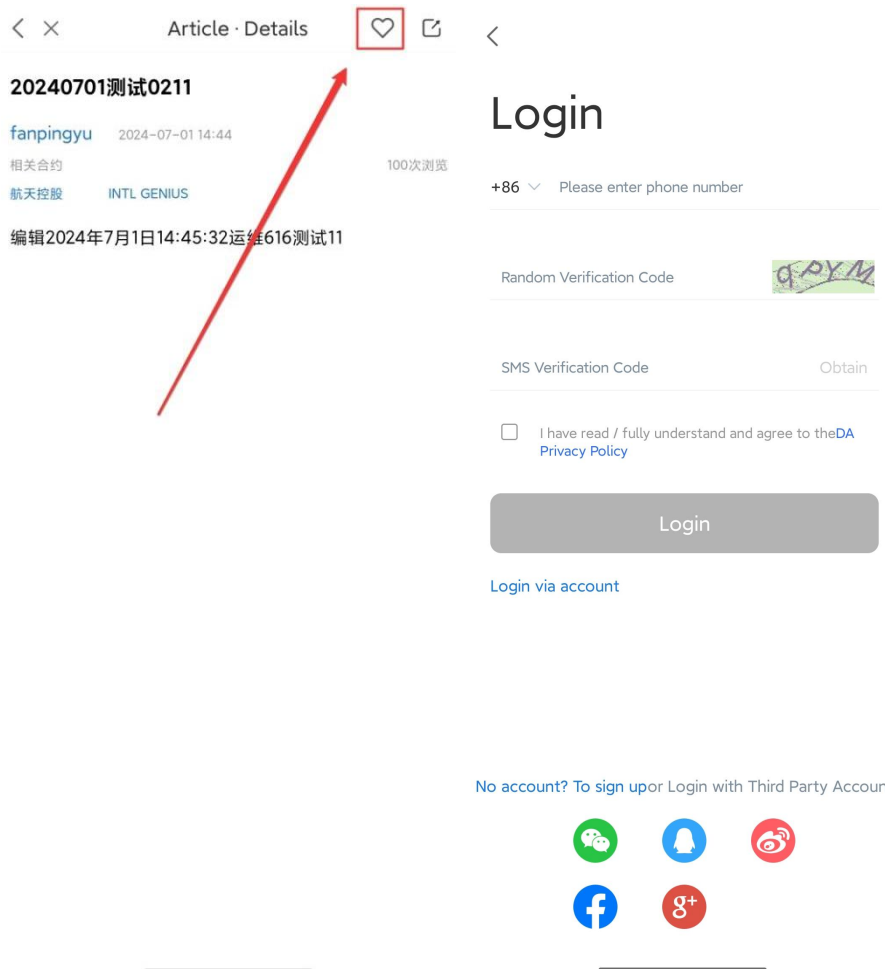 Article · Details
20240701测试0211
fanpingyu 2024-07-01 14:44
相关合约 100次浏览
航天控股 INTL GENIUS
编辑2024年7月1日14:45:32运维616测试11
Login
+86 Please enter phone number
Random Verification Code qPYM
SMS Verification Code Obtain
I have read / fully understand and agree to theDA
Privacy Policy
Login
Login via account
No account? To sign upor Login with Third Party Accoun
g+